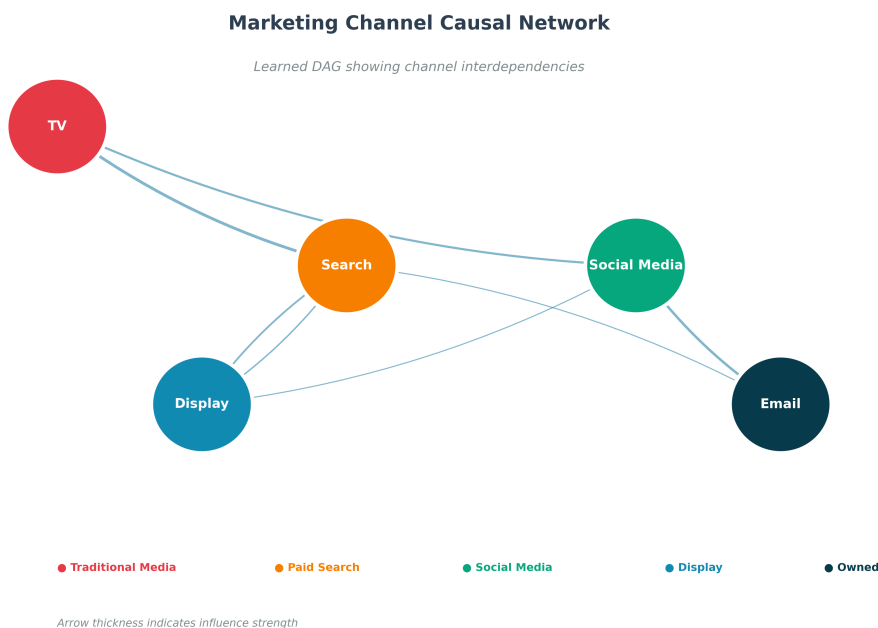 Marketing Channel Causal Network
Learned DAG showing channel interdependencies
TV
Search
Social Media
Display
Email
● Traditional Media
● Paid Search
● Social Media
● Display
● Owned
Arrow thickness indicates influence strength